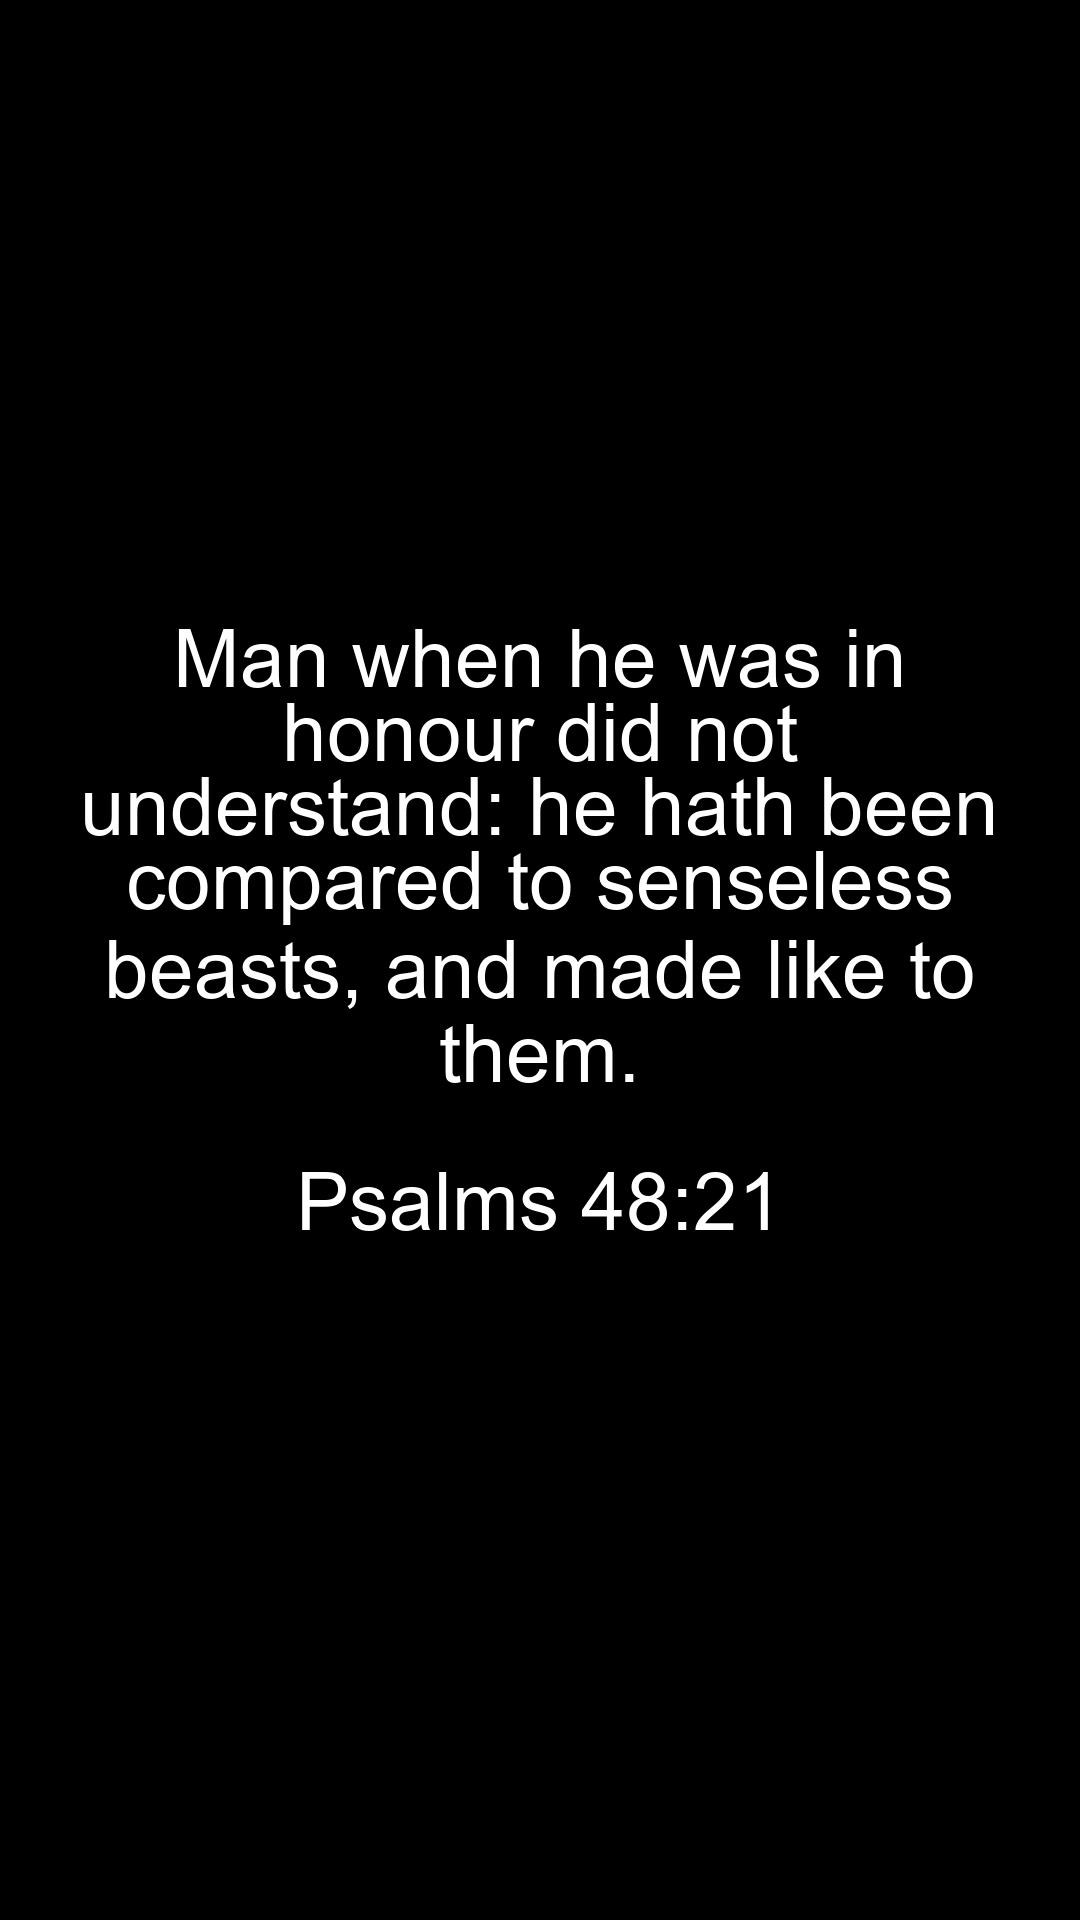 Man when he was in
honour did not
understand: he hath been
compared to senseless
beasts, and made like to
them.
Psalms 48:21